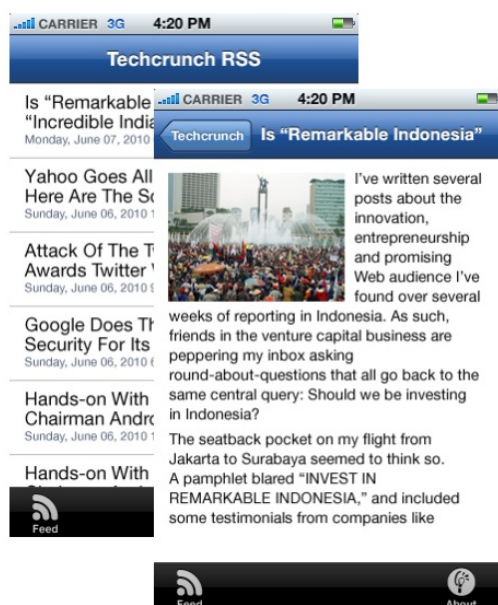 CARRIER 3G 4:20 PM
Techcrunch RSS
Is “Remarkable
“Incredible India
Monday, June 07, 2010
Yahoo Goes All
Here Are The
Sunday, June 06, 2010 1
Attack Of The
Awards Twitter
Sunday, June 06, 2010 9
Google Does
Security For Its
Sunday, June 06, 2010 6
Hands-on With
Chairman
Sunday, June 06, 2010 1
Hands-on With
Feed
CARRIER 3G 4:20 PM
Techcrunch Is “Remarkable Indonesia”
I’ve written several
posts about the
innovation,
entrepreneurship
and promising
Web audience I’ve
found over several
weeks of reporting in Indonesia. As such,
friends in the venture capital business are
peppering my inbox asking
round-about-questions that all go back to the
same central query: Should we be investing
in Indonesia?
The seatback pocket on my flight from
Jakarta to Surabaya seemed to think so.
A pamphlet blared “INVEST IN
REMARKABLE INDONESIA,” and included
some testimonials from companies like
Feed About